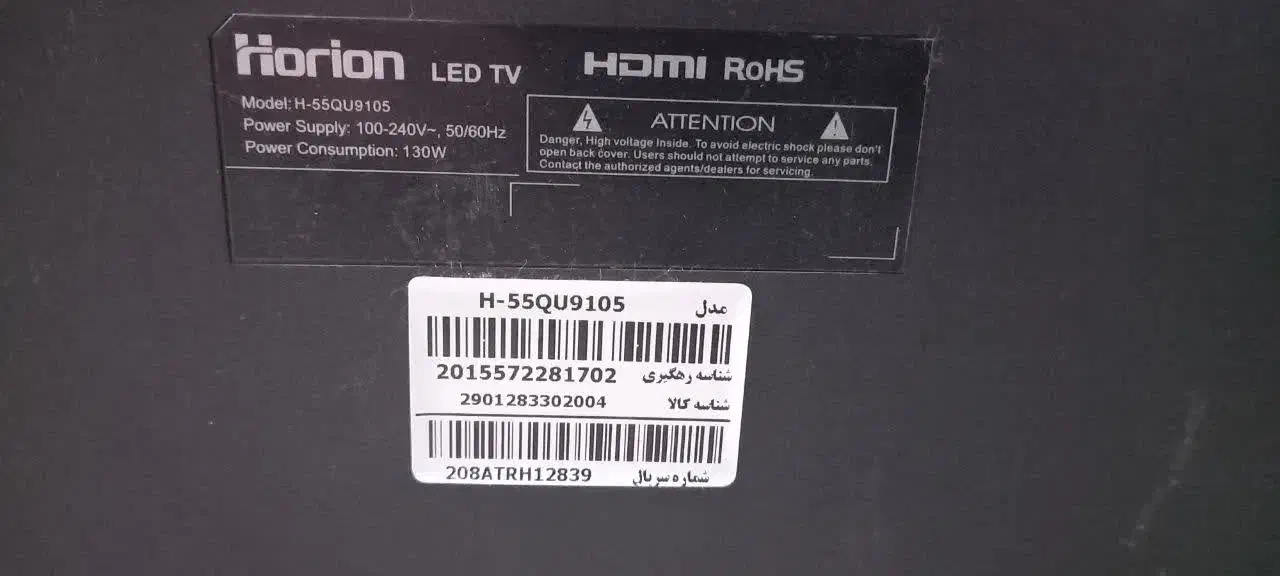 Horion LED TV HDMI RoHS
Model: H-55QU9105
Power Supply: 100-240V~, 50/60Hz
Power Consumption: 130W
ATTENTION
Danger, High voltage Inside. To avoid electric shock please don't
open back cover. Users should not attempt to service any parts.
Contact the authorized agents/dealers for servicing.
مدل H-55QU9105
شناسه رهگیری 2015572281702
شناسه کالا 2901283302004
شماره سریال 208ATRH12839